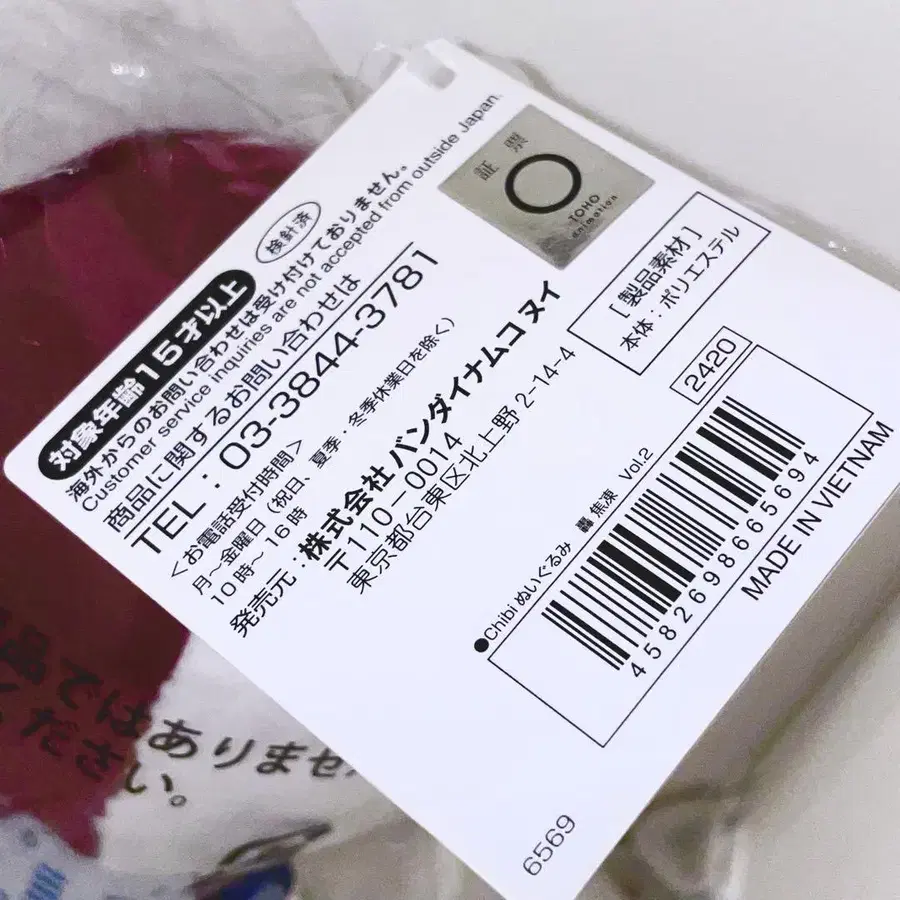 対象年齢15才以上
検針済
海外からのお問い合わせは受け付けておりません。
Customer service inquiries are not accepted from outside Japan.
商品に関するお問い合わせは
TEL：03-3844-3781
＜お電話受付時間＞
月～金曜日（祝日、夏季・冬季休業日を除く）
10時～16時
発売元：株式会社 バンダイナムコ ヌイ
〒110－0014
東京都台東区北上野 2-14-4
証 票
TOHO
animation
[製品素材]
本体：ポリエステル
2420
●Chibi ぬいぐるみ 轟 焦凍 Vol.2
4582698665694
MADE IN VIETNAM
6569
品ではありません
ください。